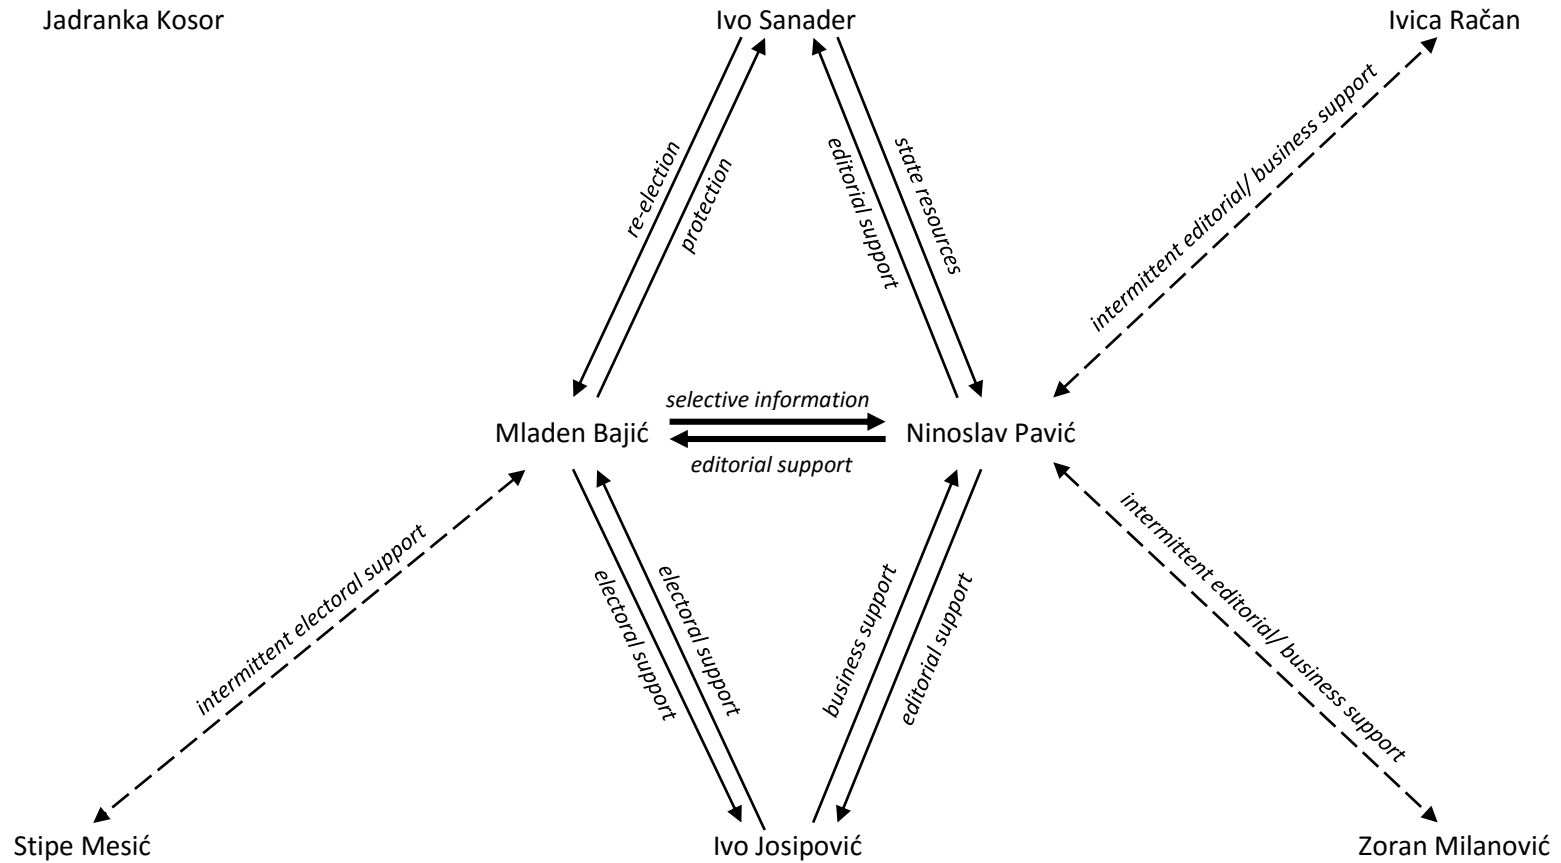 Jadranka Kosor
Ivo Sanader
Ivica Račan
re-election
protection
editorial support
state resources
intermittent editorial/ business support
selective information
Mladen Bajić
Ninoslav Pavić
editorial support
intermittent electoral support
electoral support
electoral support
business support
editorial support
intermittent editorial/ business support
Stipe Mesić
Ivo Josipović
Zoran Milanović